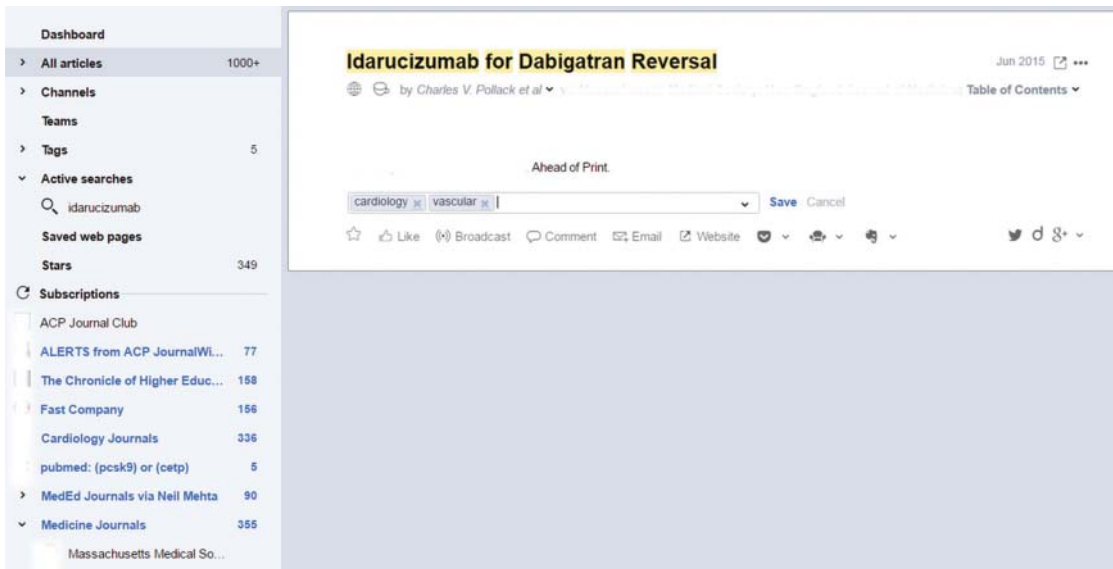 Dashboard
All articles 1000+
Channels
Teams
Tags 5
Active searches
idarucizumab
Saved web pages
Stars 349
Subscriptions
ACP Journal Club
ALERTS from ACP JournalWi... 77
The Chronicle of Higher Educ... 158
Fast Company 156
Cardiology Journals 336
pubmed: (pcsk9) or (cetp) 5
MedEd Journals via Neil Mehta 90
Medicine Journals 355
Massachusetts Medical So...
Idarucizumab for Dabigatran Reversal
Jun 2015
by Charles V. Pollack et al
Table of Contents
Ahead of Print.
cardiology x vascular x
Save Cancel
Like Broadcast Comment Email Website
d g+